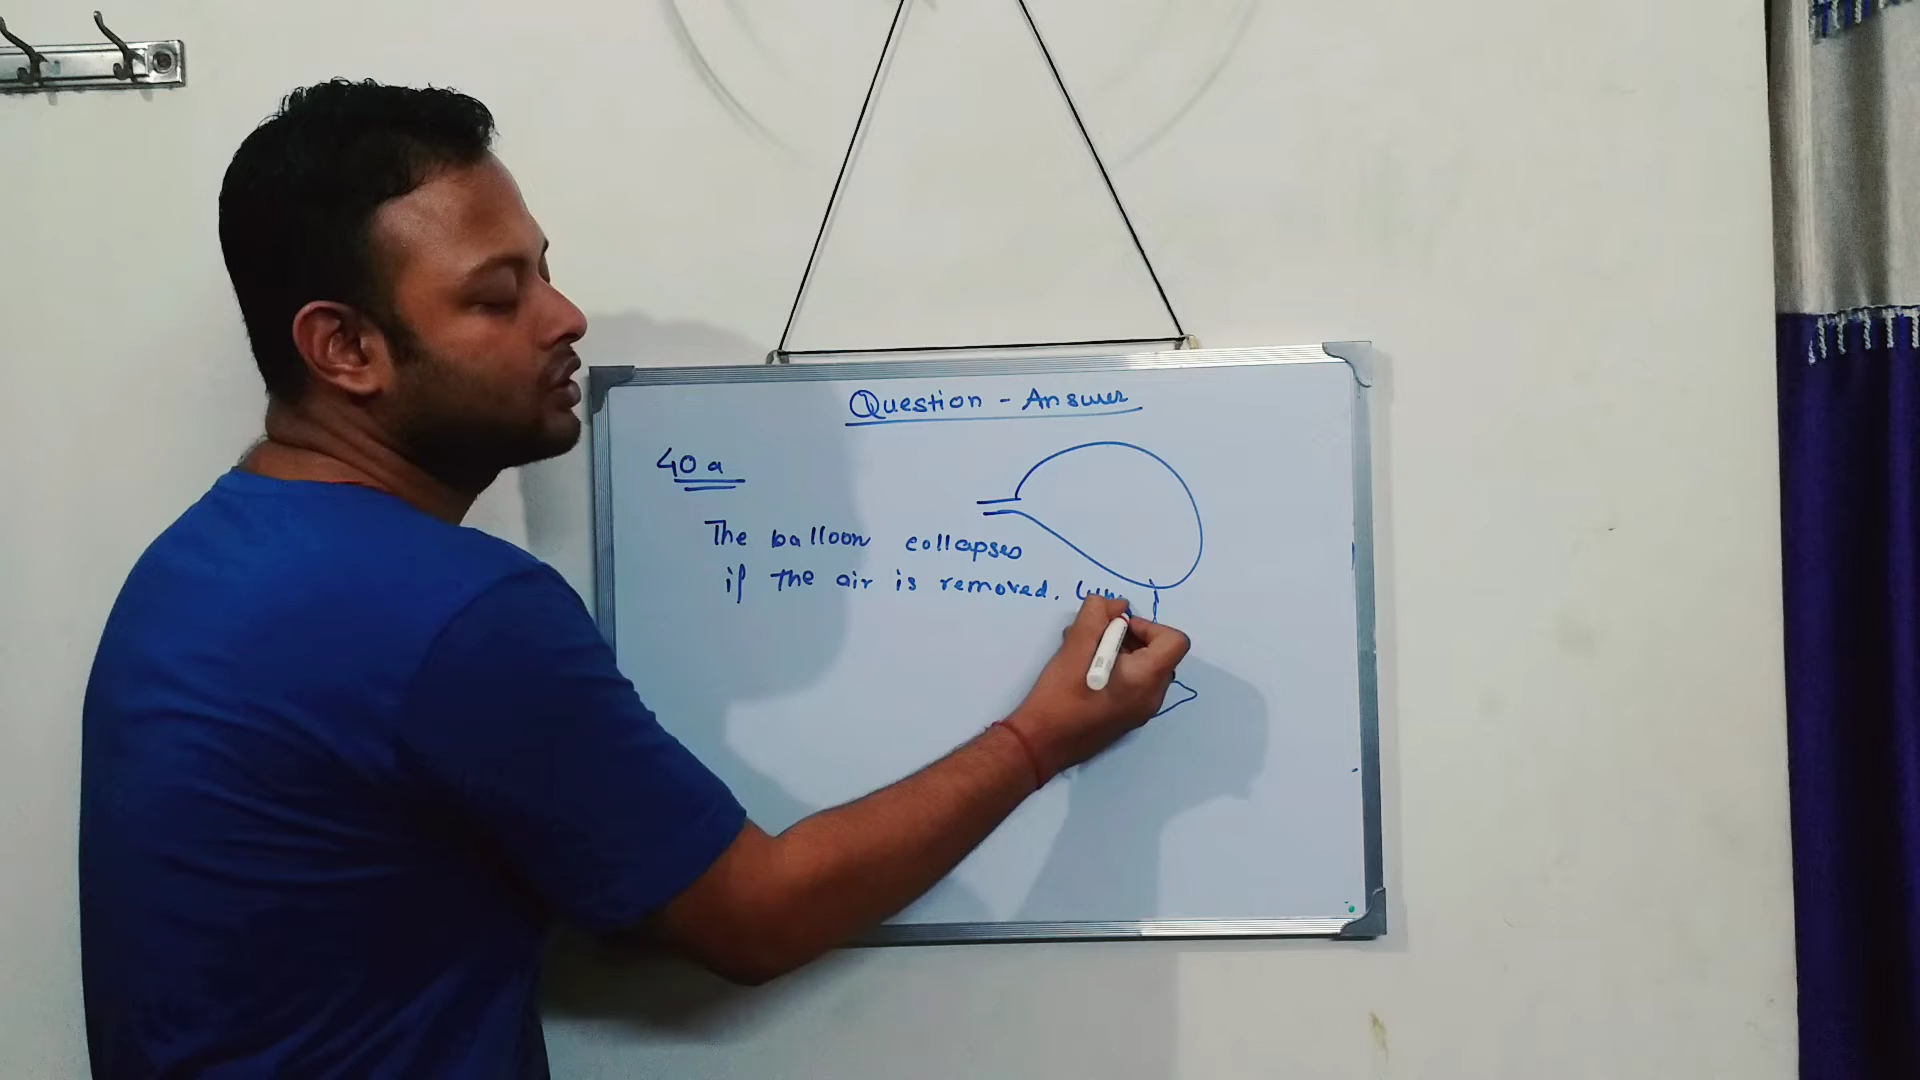 Question - Answer
40 a
The balloon collapses
if the air is removed.